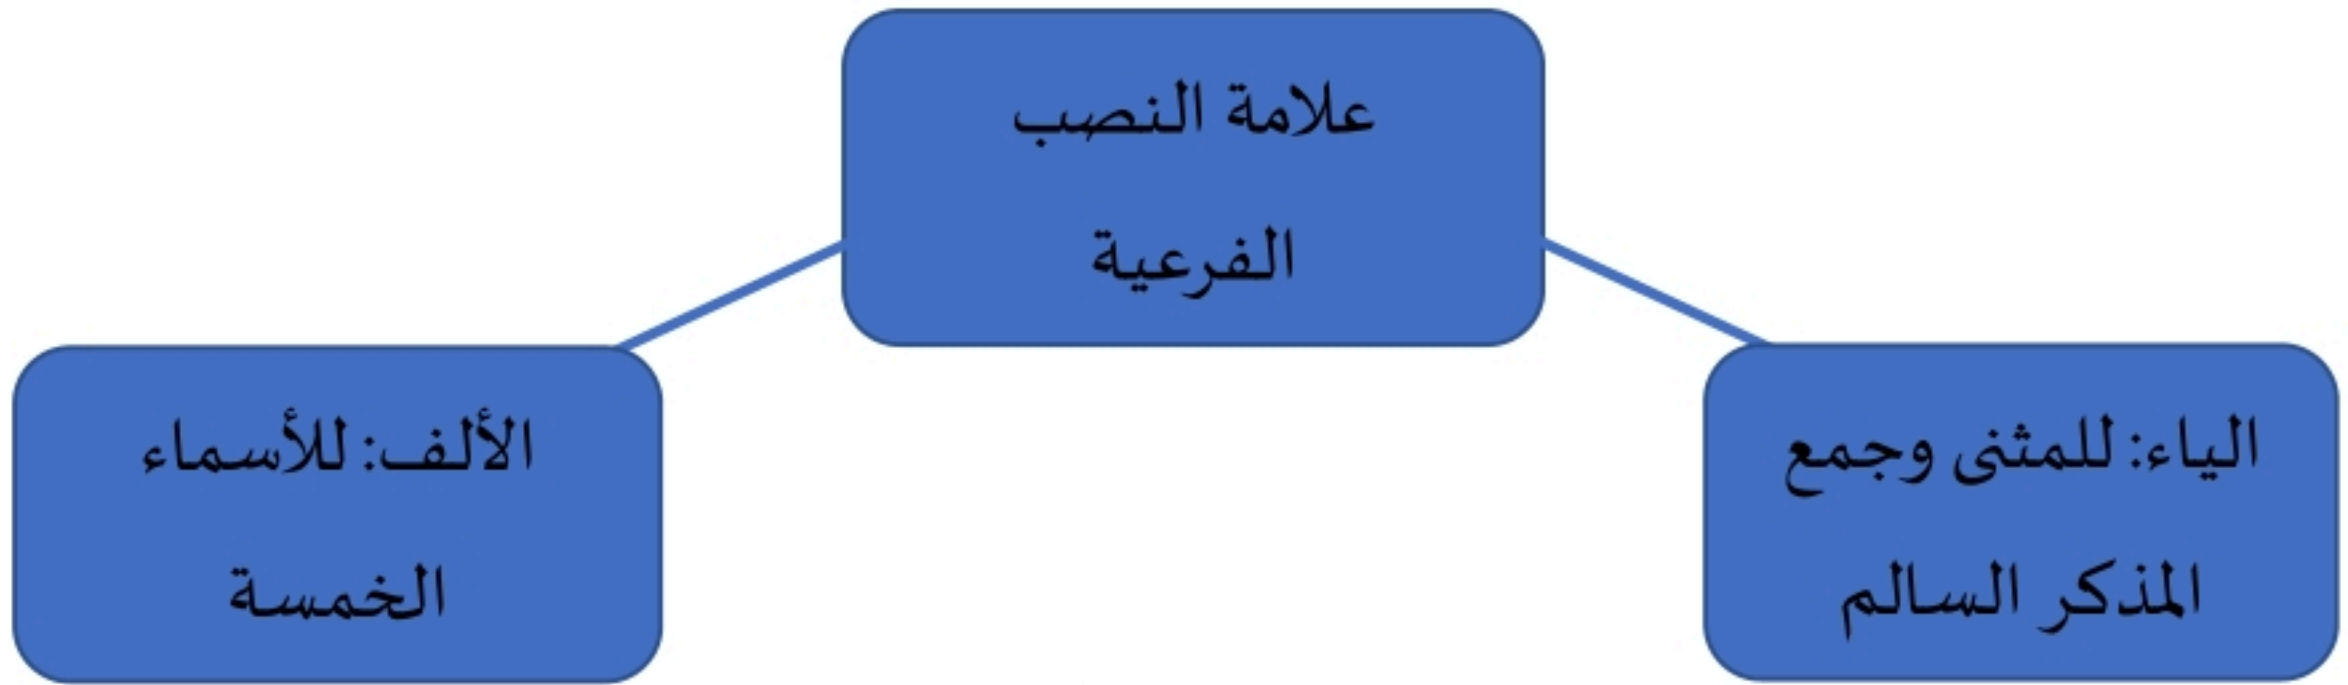 علامة النصب
الفرعية
الياء: للمثنى وجمع
المذكر السالم
الألف: للأسماء
الخمسة